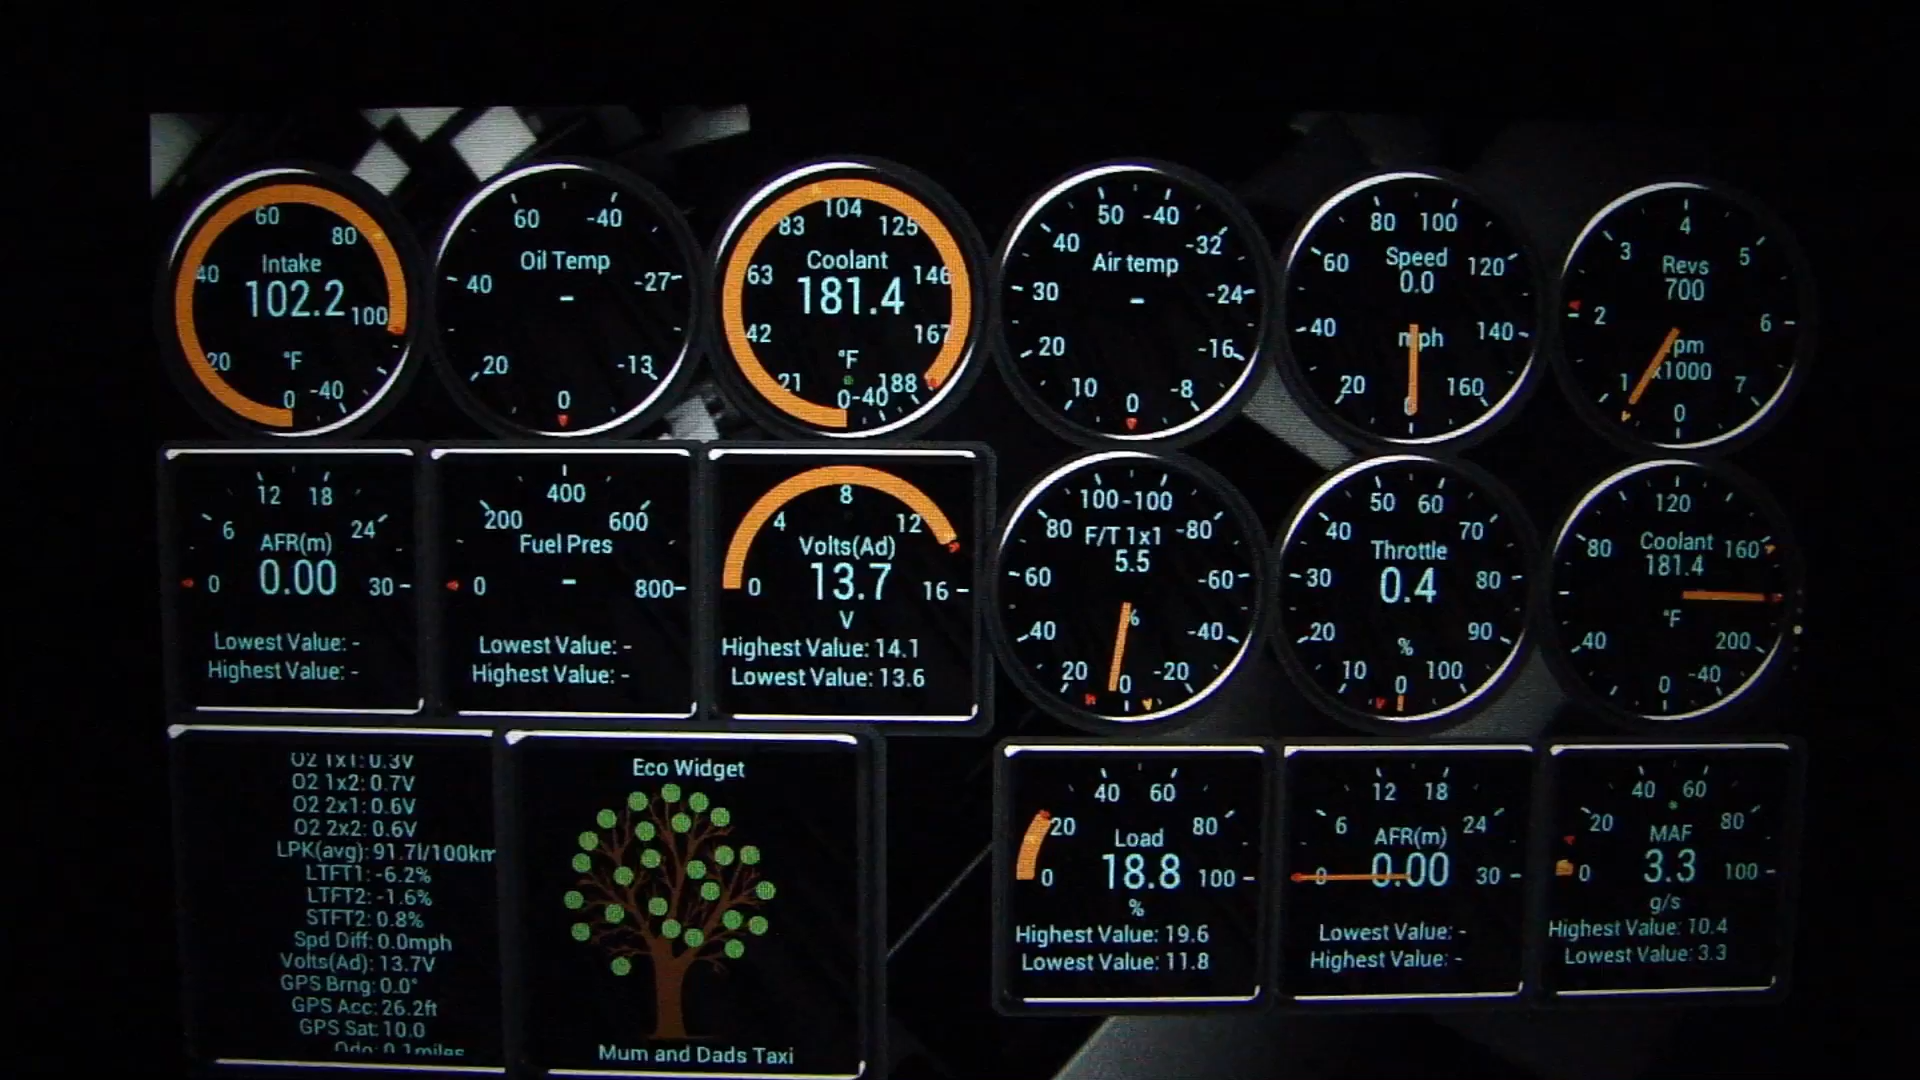 60
80
40
Intake
102.2
100
20
°F
0
-40
60
-40
Oil Temp
40
-
-27
20
-13
0
104
83
125
Coolant
63
181.4
146
42
167
°F
21
188
0
-40
50
-40
40
-32
Air temp
30
-
-24
20
-16
10
-8
0
80
100
60
Speed
120
0.0
40
mph
140
20
160
0
4
3
5
Revs
700
2
6
rpm
x1000
1
7
0
12
18
6
24
AFR(m)
0
0.00
30
Lowest Value: -
Highest Value: -
400
200
600
Fuel Pres
0
-
800
Lowest Value: -
Highest Value: -
8
4
12
Volts(Ad)
0
13.7
16
V
Highest Value: 14.1
Lowest Value: 13.6
100
-100
80
F/T 1x1
-80
5.5
60
-60
%
40
-40
20
-20
0
50
60
40
70
Throttle
30
0.4
80
20
90
%
10
100
0
120
80
Coolant
160
181.4
°F
40
200
0
-40
O2 1x1: 0.3V
O2 1x2: 0.7V
O2 2x1: 0.6V
O2 2x2: 0.6V
LPK(avg): 91.7l/100km
LTFT1: -6.2%
LTFT2: -1.6%
STFT2: 0.8%
Spd Diff: 0.0mph
Volts(Ad): 13.7V
GPS Brng: 0.0°
GPS Acc: 26.2ft
GPS Sat: 10.0
Odo: 0.1miles
Eco Widget
Mum and Dads Taxi
40
60
20
80
Load
0
18.8
100
%
Highest Value: 19.6
Lowest Value: 11.8
12
18
6
24
AFR(m)
0
0.00
30
Lowest Value: -
Highest Value: -
40
60
20
80
MAF
0
3.3
100
g/s
Highest Value: 10.4
Lowest Value: 3.3